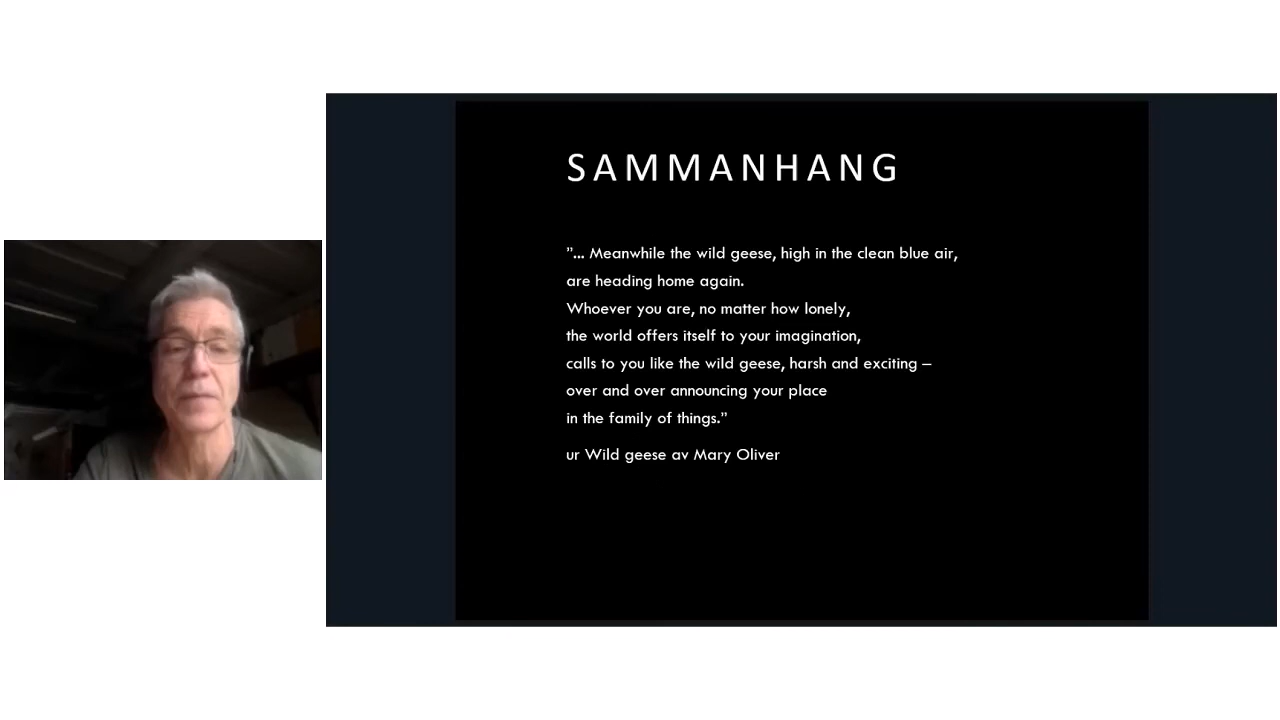 SAMMANHANG
”... Meanwhile the wild geese, high in the clean blue air,
are heading home again.
Whoever you are, no matter how lonely,
the world offers itself to your imagination,
calls to you like the wild geese, harsh and exciting –
over and over announcing your place
in the family of things.”
ur Wild geese av Mary Oliver